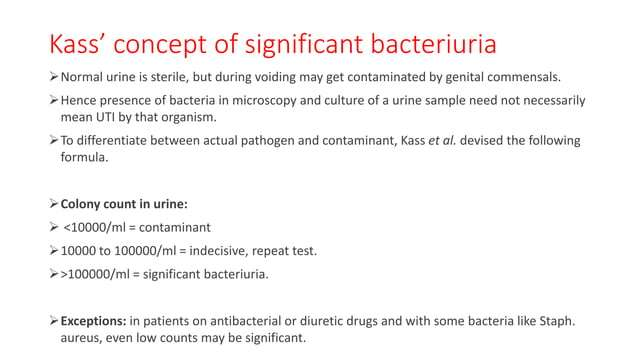 Kass’ concept of significant bacteriuria
➢Normal urine is sterile, but during voiding may get contaminated by genital commensals.
➢Hence presence of bacteria in microscopy and culture of a urine sample need not necessarily
mean UTI by that organism.
➢To differentiate between actual pathogen and contaminant, Kass et al. devised the following
formula.
➢Colony count in urine:
➢ <10000/ml = contaminant
➢10000 to 100000/ml = indecisive, repeat test.
➢>100000/ml = significant bacteriuria.
➢Exceptions: in patients on antibacterial or diuretic drugs and with some bacteria like Staph.
aureus, even low counts may be significant.